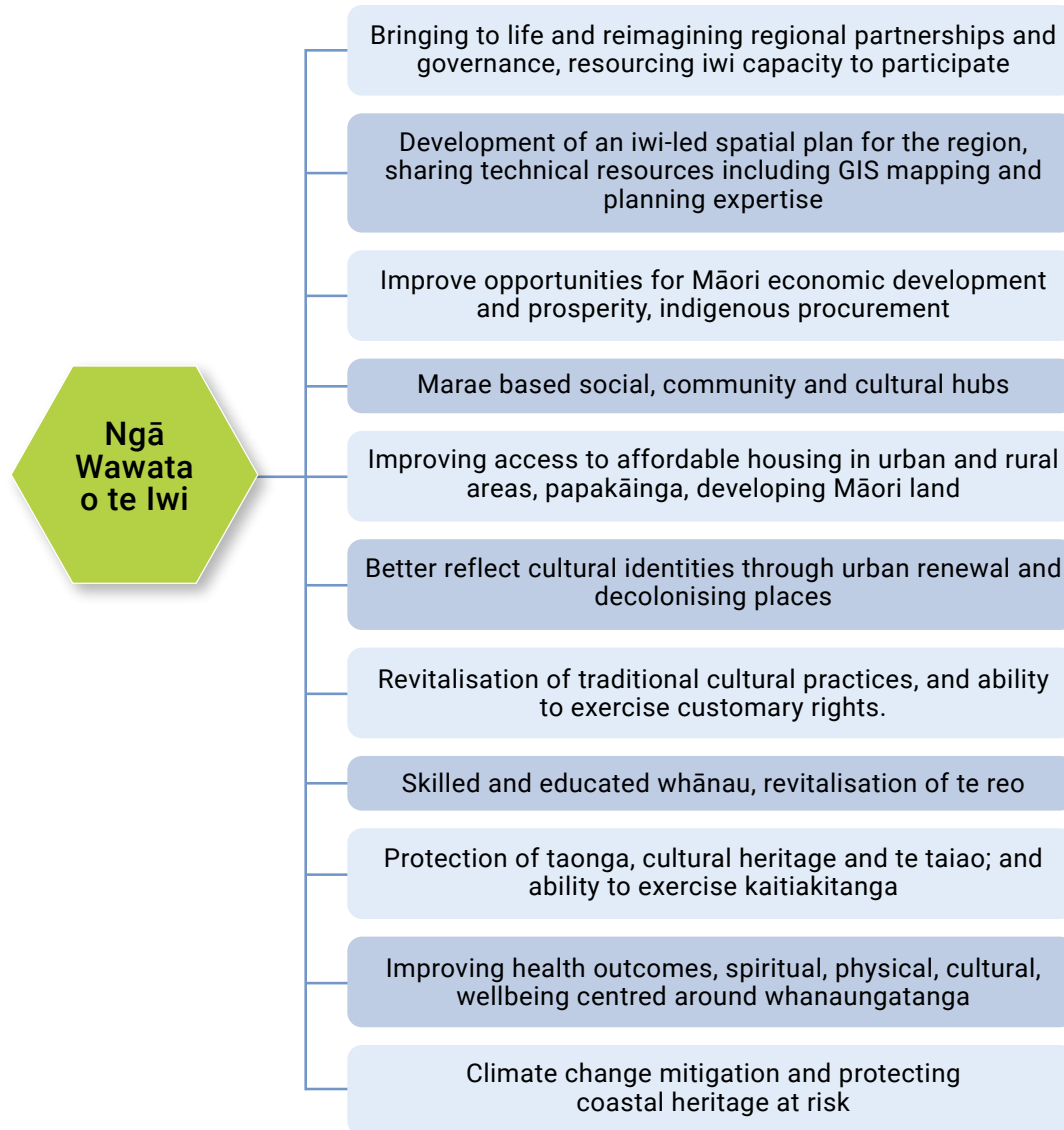 Bringing to life and reimagining regional partnerships and
governance, resourcing iwi capacity to participate
Development of an iwi-led spatial plan for the region,
sharing technical resources including GIS mapping and
planning expertise
Improve opportunities for Māori economic development
and prosperity, indigenous procurement
Marae based social, community and cultural hubs
Ngā
Wawata
o te Iwi
Improving access to affordable housing in urban and rural
areas, papakāinga, developing Māori land
Better reflect cultural identities through urban renewal and
decolonising places
Revitalisation of traditional cultural practices, and ability
to exercise customary rights.
Skilled and educated whānau, revitalisation of te reo
Protection of taonga, cultural heritage and te taiao; and
ability to exercise kaitiakitanga
Improving health outcomes, spiritual, physical, cultural,
wellbeing centred around whanaungatanga
Climate change mitigation and protecting
coastal heritage at risk